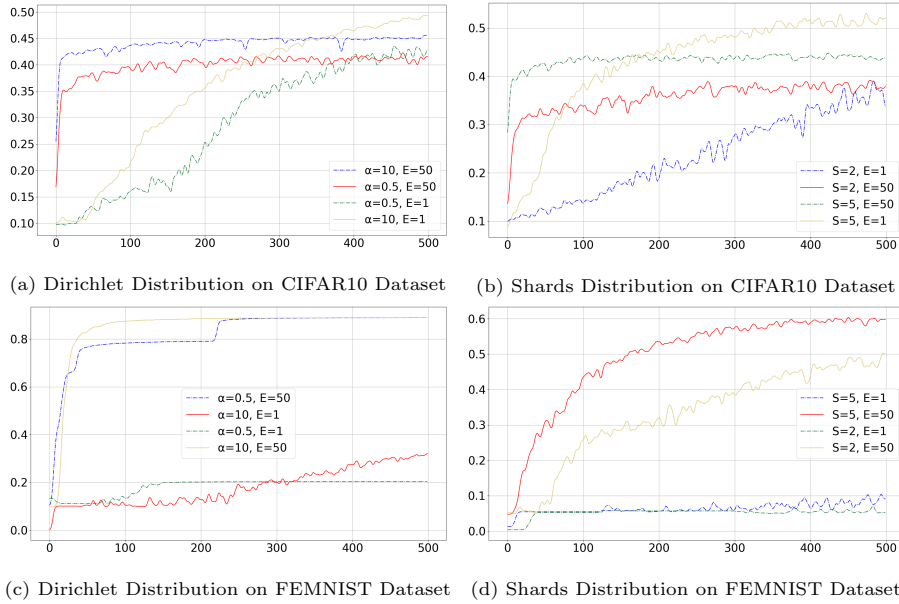 0.50
0.45
0.40
0.35
0.30
0.25
0.20
0.15
0.10
0 100 200 300 400 500
α=10, E=50
α=0.5, E=50
α=0.5, E=1
α=10, E=1
(a) Dirichlet Distribution on CIFAR10 Dataset
0.5
0.4
0.3
0.2
0.1
0 100 200 300 400 500
S=2, E=1
S=2, E=50
S=5, E=50
S=5, E=1
(b) Shards Distribution on CIFAR10 Dataset
0.8
0.6
0.4
0.2
0.0
0 100 200 300 400 500
α=0.5, E=50
α=10, E=1
α=0.5, E=1
α=10, E=50
(c) Dirichlet Distribution on FEMNIST Dataset
0.6
0.5
0.4
0.3
0.2
0.1
0.0
0 100 200 300 400 500
S=5, E=1
S=5, E=50
S=2, E=1
S=2, E=50
(d) Shards Distribution on FEMNIST Dataset